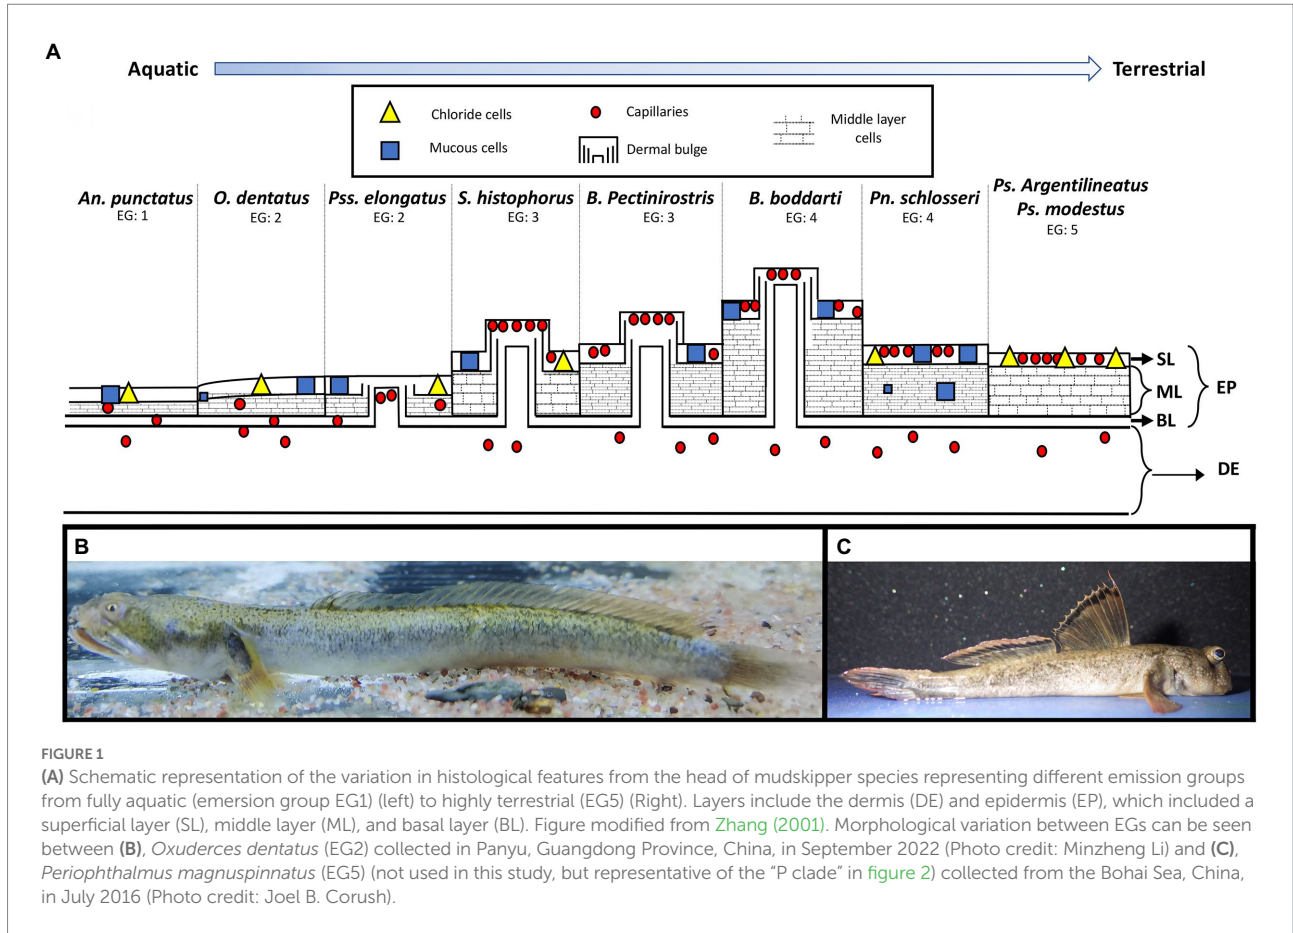 A
Aquatic
Terrestrial
Chloride cells
Capillaries
Middle layer
cells
Mucous cells
Dermal bulge
An. punctatus
EG: 1
O. dentatus
EG: 2
Pss. elongatus
EG: 2
S. histophorus
EG: 3
B. Pectinirostris
EG: 3
B. boddarti
EG: 4
Pn. schlosseri
EG: 4
Ps. Argentilineatus
Ps. modestus
EG: 5
SL
ML
EP
BL
DE
B
C
FIGURE 1
(A) Schematic representation of the variation in histological features from the head of mudskipper species representing different emission groups
from fully aquatic (emersion group EG1) (left) to highly terrestrial (EG5) (Right). Layers include the dermis (DE) and epidermis (EP), which included a
superficial layer (SL), middle layer (ML), and basal layer (BL). Figure modified from Zhang (2001). Morphological variation between EGs can be seen
between (B), Oxuderces dentatus (EG2) collected in Panyu, Guangdong Province, China, in September 2022 (Photo credit: Minzheng Li) and (C),
Periophthalmus magnuspinnatus (EG5) (not used in this study, but representative of the “P clade” in figure 2) collected from the Bohai Sea, China,
in July 2016 (Photo credit: Joel B. Corush).